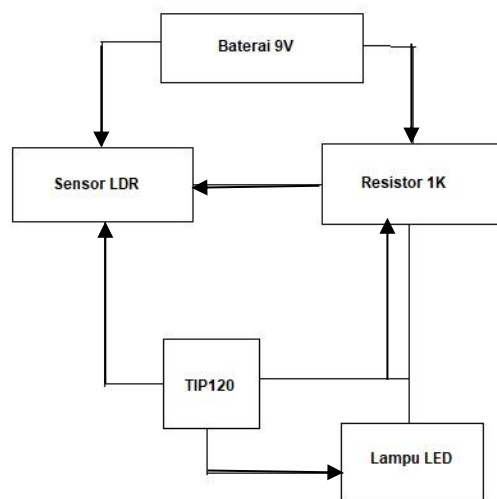 Baterai 9V
Sensor LDR
Resistor 1K
TIP120
Lampu LED